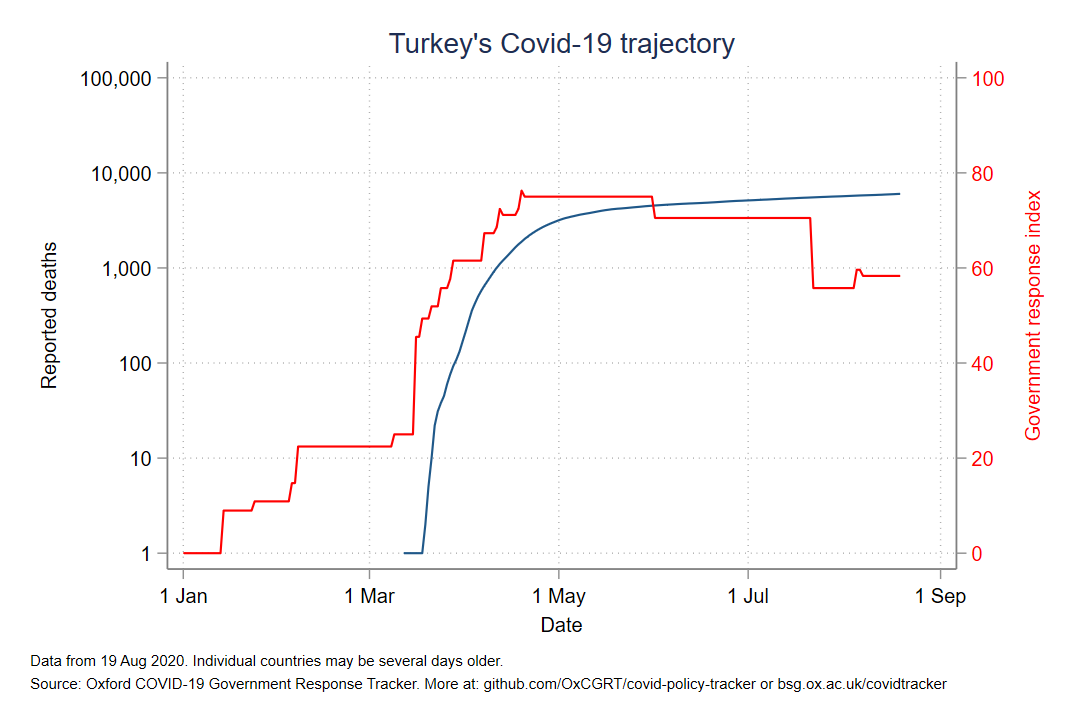 Turkey's Covid-19 trajectory
100,000
10,000
1,000
100
10
1
Reported deaths
100
80
60
40
20
0
Government response index
1 Jan
1 Mar
1 May
1 Jul
1 Sep
Date
Data from 19 Aug 2020. Individual countries may be several days older.
Source: Oxford COVID-19 Government Response Tracker. More at: github.com/OxCGRT/covid-policy-tracker or bsg.ox.ac.uk/covidtracker